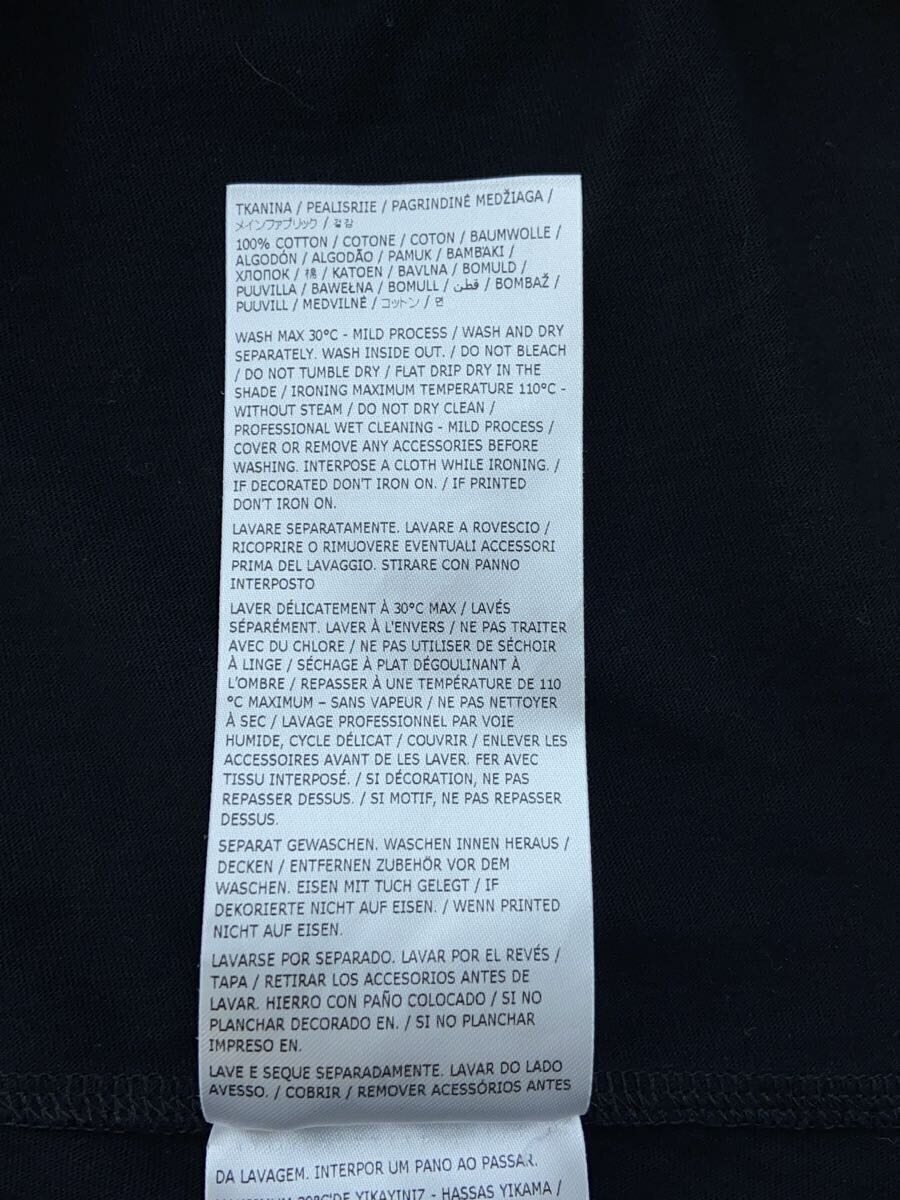 TKANINA / PEALISRIIE / PAGRINDINĖ MEDŽIAGA /
メインファブリック / 겉감
100% COTTON / COTONE / COTON / BAUMWOLLE /
ALGODÓN / ALGODÃO / PAMUK / BAMBAKI /
ХЛОПОК / 棉 / KATOEN / BAVLNA / BOMULD /
PUUVILLA / BAWEŁNA / BOMULL / قطن / BOMBAŽ /
PUUVILL / MEDVILNĖ / コットン / 면
WASH MAX 30°C - MILD PROCESS / WASH AND DRY
SEPARATELY. WASH INSIDE OUT. / DO NOT BLEACH
/ DO NOT TUMBLE DRY / FLAT DRIP DRY IN THE
SHADE / IRONING MAXIMUM TEMPERATURE 110°C -
WITHOUT STEAM / DO NOT DRY CLEAN /
PROFESSIONAL WET CLEANING - MILD PROCESS /
COVER OR REMOVE ANY ACCESSORIES BEFORE
WASHING. INTERPOSE A CLOTH WHILE IRONING. /
IF DECORATED DON'T IRON ON. / IF PRINTED
DON'T IRON ON.
LAVARE SEPARATAMENTE. LAVARE A ROVESCIO /
RICOPRIRE O RIMUOVERE EVENTUALI ACCESSORI
PRIMA DEL LAVAGGIO. STIRARE CON PANNO
INTERPOSTO
LAVER DÉLICATEMENT À 30°C MAX / LAVÉS
SÉPARÉMENT. LAVER À L'ENVERS / NE PAS TRAITER
AVEC DU CHLORE / NE PAS UTILISER DE SÉCHOIR
À LINGE / SÉCHAGE À PLAT DÉGOULINANT À
L'OMBRE / REPASSER À UNE TEMPÉRATURE DE 110
°C MAXIMUM – SANS VAPEUR / NE PAS NETTOYER
À SEC / LAVAGE PROFESSIONNEL PAR VOIE
HUMIDE, CYCLE DÉLICAT / COUVRIR / ENLEVER LES
ACCESSOIRES AVANT DE LES LAVER. FER AVEC
TISSU INTERPOSÉ. / SI DÉCORATION, NE PAS
REPASSER DESSUS. / SI MOTIF, NE PAS REPASSER
DESSUS.
SEPARAT GEWASCHEN. WASCHEN INNEN HERAUS /
DECKEN / ENTFERNEN ZUBEHÖR VOR DEM
WASCHEN. EISEN MIT TUCH GELEGT / IF
DEKORIERTE NICHT AUF EISEN. / WENN PRINTED
NICHT AUF EISEN.
LAVARSE POR SEPARADO. LAVAR POR EL REVÉS /
TAPA / RETIRAR LOS ACCESORIOS ANTES DE
LAVAR. HIERRO CON PAÑO COLOCADO / SI NO
PLANCHAR DECORADO EN. / SI NO PLANCHAR
IMPRESO EN.
LAVE E SEQUE SEPARADAMENTE. LAVAR DO LADO
AVESSO. / COBRIR / REMOVER ACESSÓRIOS ANTES
DA LAVAGEM. INTERPOR UM PANO AO PASSAR.
30°C'DE YIKAYINIZ - HASSAS YIKAMA /